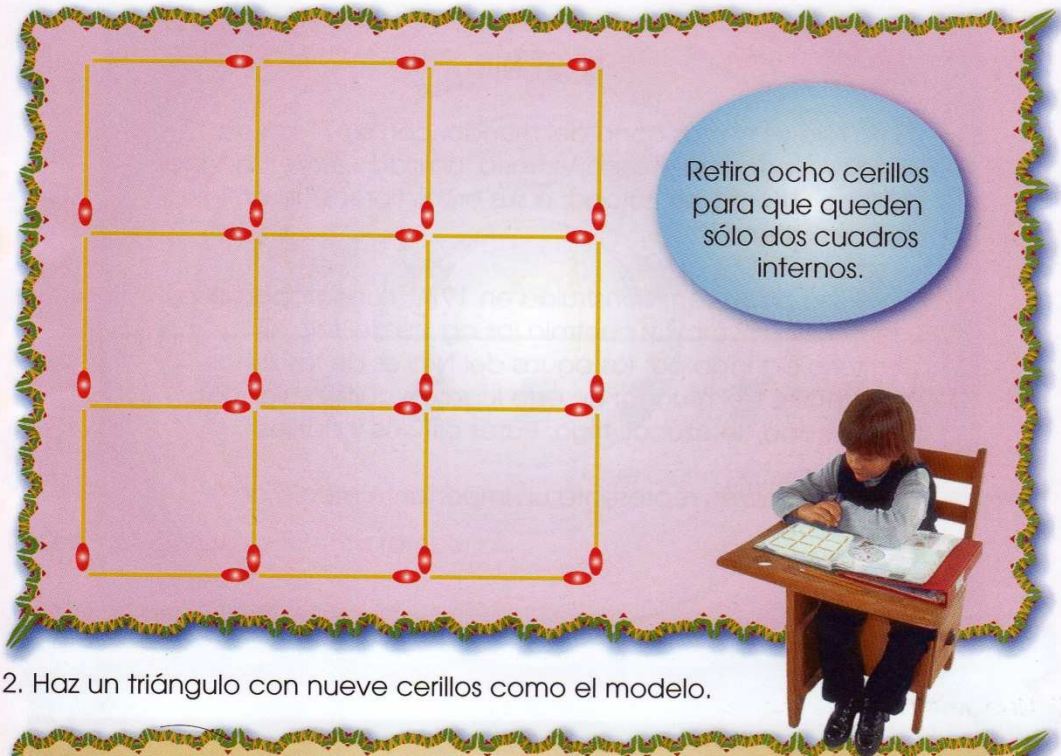 Retira ocho cerillos
para que queden
sólo dos cuadros
internos.
2. Haz un triángulo con nueve cerillos como el modelo.